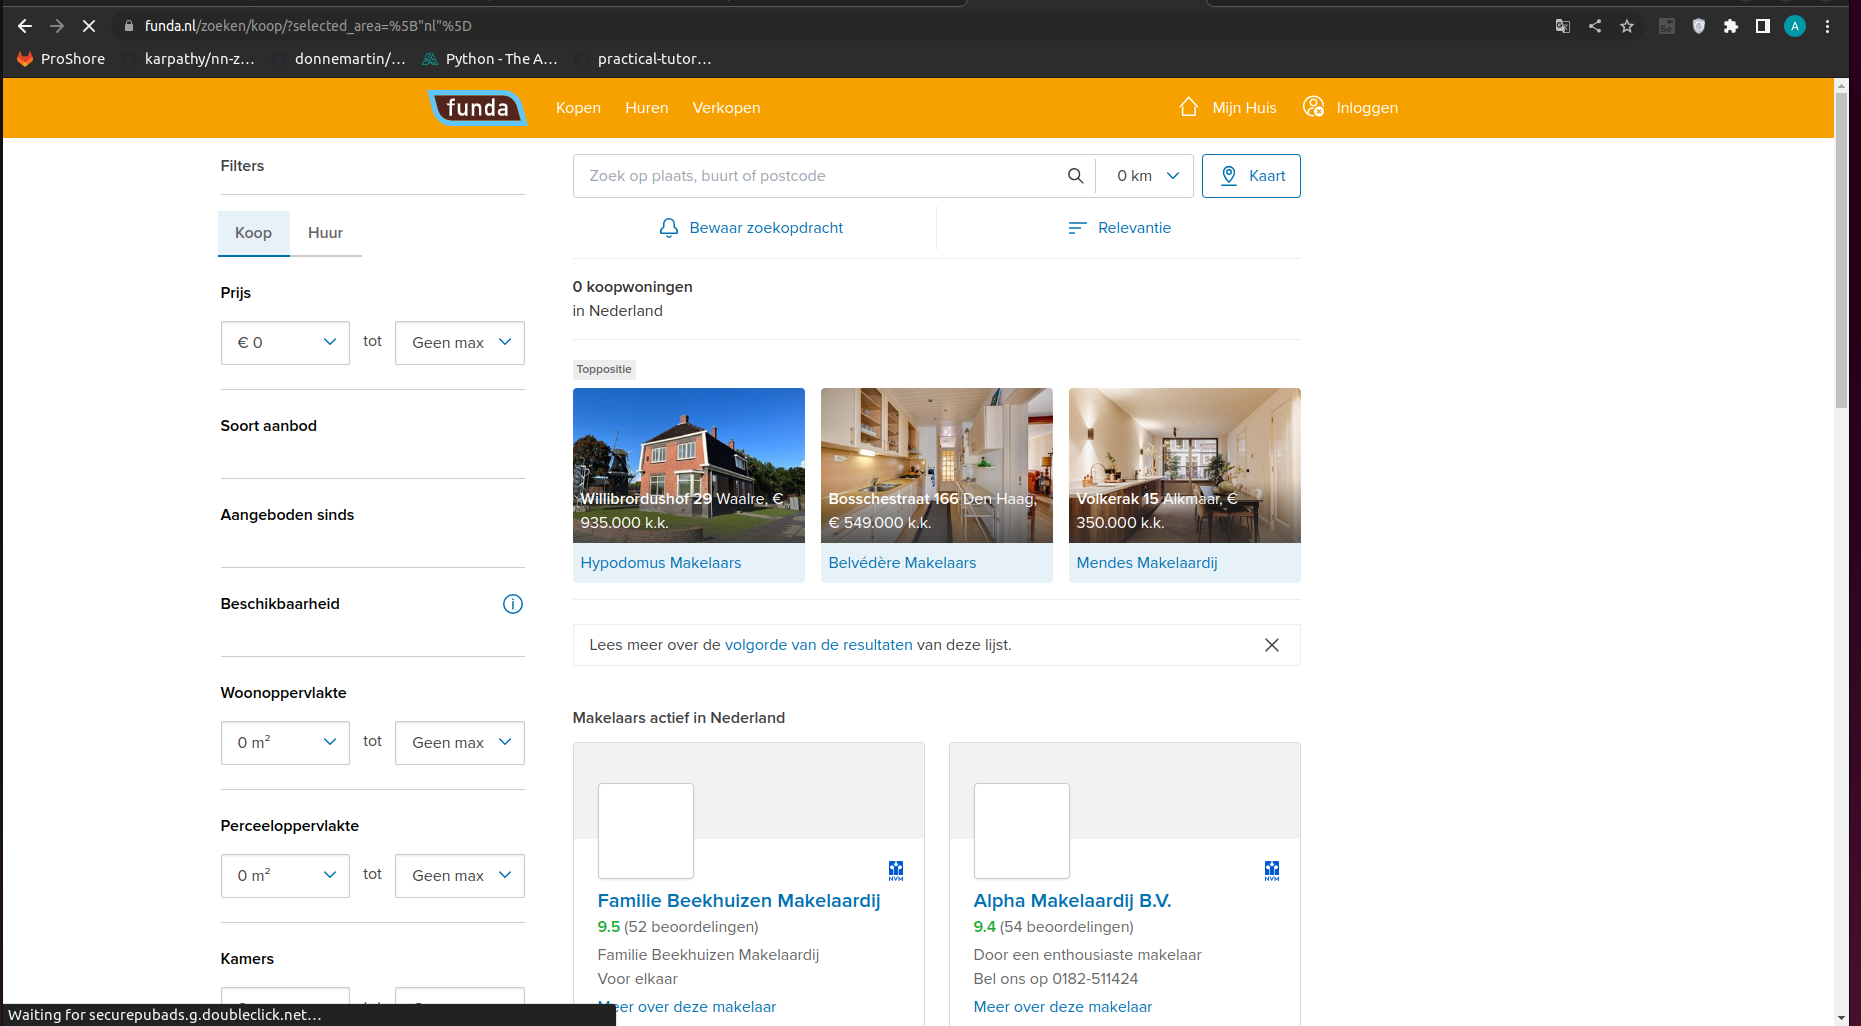 funda.nl/zoeken/koop/?selected_area=%5B"nl"%5D
A
ProShore
karpathy/nn-z...
donnemartin/...
Python - The A...
practical-tutor...
funda
Kopen
Huren
Verkopen
Mijn Huis
Inloggen
Filters
Koop
Huur
Prijs
€ 0
tot
Geen max
Soort aanbod
Aangeboden sinds
Beschikbaarheid
Woonoppervlakte
0 m²
tot
Geen max
Perceeloppervlakte
0 m²
tot
Geen max
Kamers
Zoek op plaats, buurt of postcode
0 km
Kaart
Bewaar zoekopdracht
Relevantie
0 koopwoningen
in Nederland
Toppositie
Willibrordushof 29 Waalre, €
935.000 k.k.
Hypodomus Makelaars
Bosschestraat 166 Den Haag,
€ 549.000 k.k.
Belvédère Makelaars
Volkerak 15 Alkmaar, €
350.000 k.k.
Mendes Makelaardij
Lees meer over de volgorde van de resultaten van deze lijst.
Makelaars actief in Nederland
NVM
Familie Beekhuizen Makelaardij
9.5 (52 beoordelingen)
Familie Beekhuizen Makelaardij
Voor elkaar
Meer over deze makelaar
NVM
Alpha Makelaardij B.V.
9.4 (54 beoordelingen)
Door een enthousiaste makelaar
Bel ons op 0182-511424
Meer over deze makelaar
Waiting for securepubads.g.doubleclick.net...